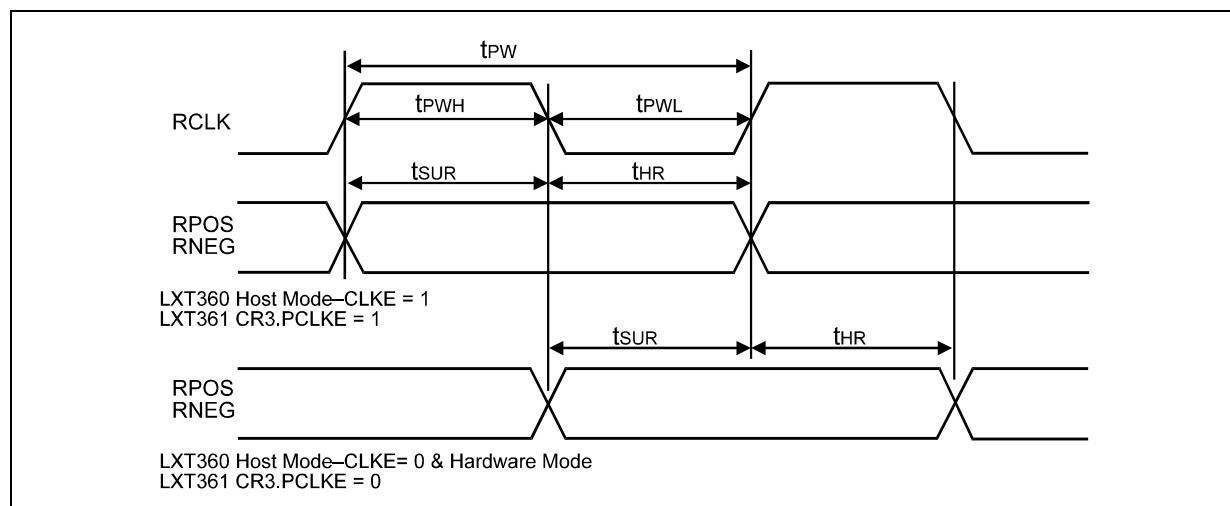 tPW
tPWH
tPWL
RCLK
tSUR
tHR
RPOS
RNEG
LXT360 Host Mode–CLKE = 1
LXT361 CR3.PCLKE = 1
tSUR
tHR
RPOS
RNEG
LXT360 Host Mode–CLKE= 0 & Hardware Mode
LXT361 CR3.PCLKE = 0